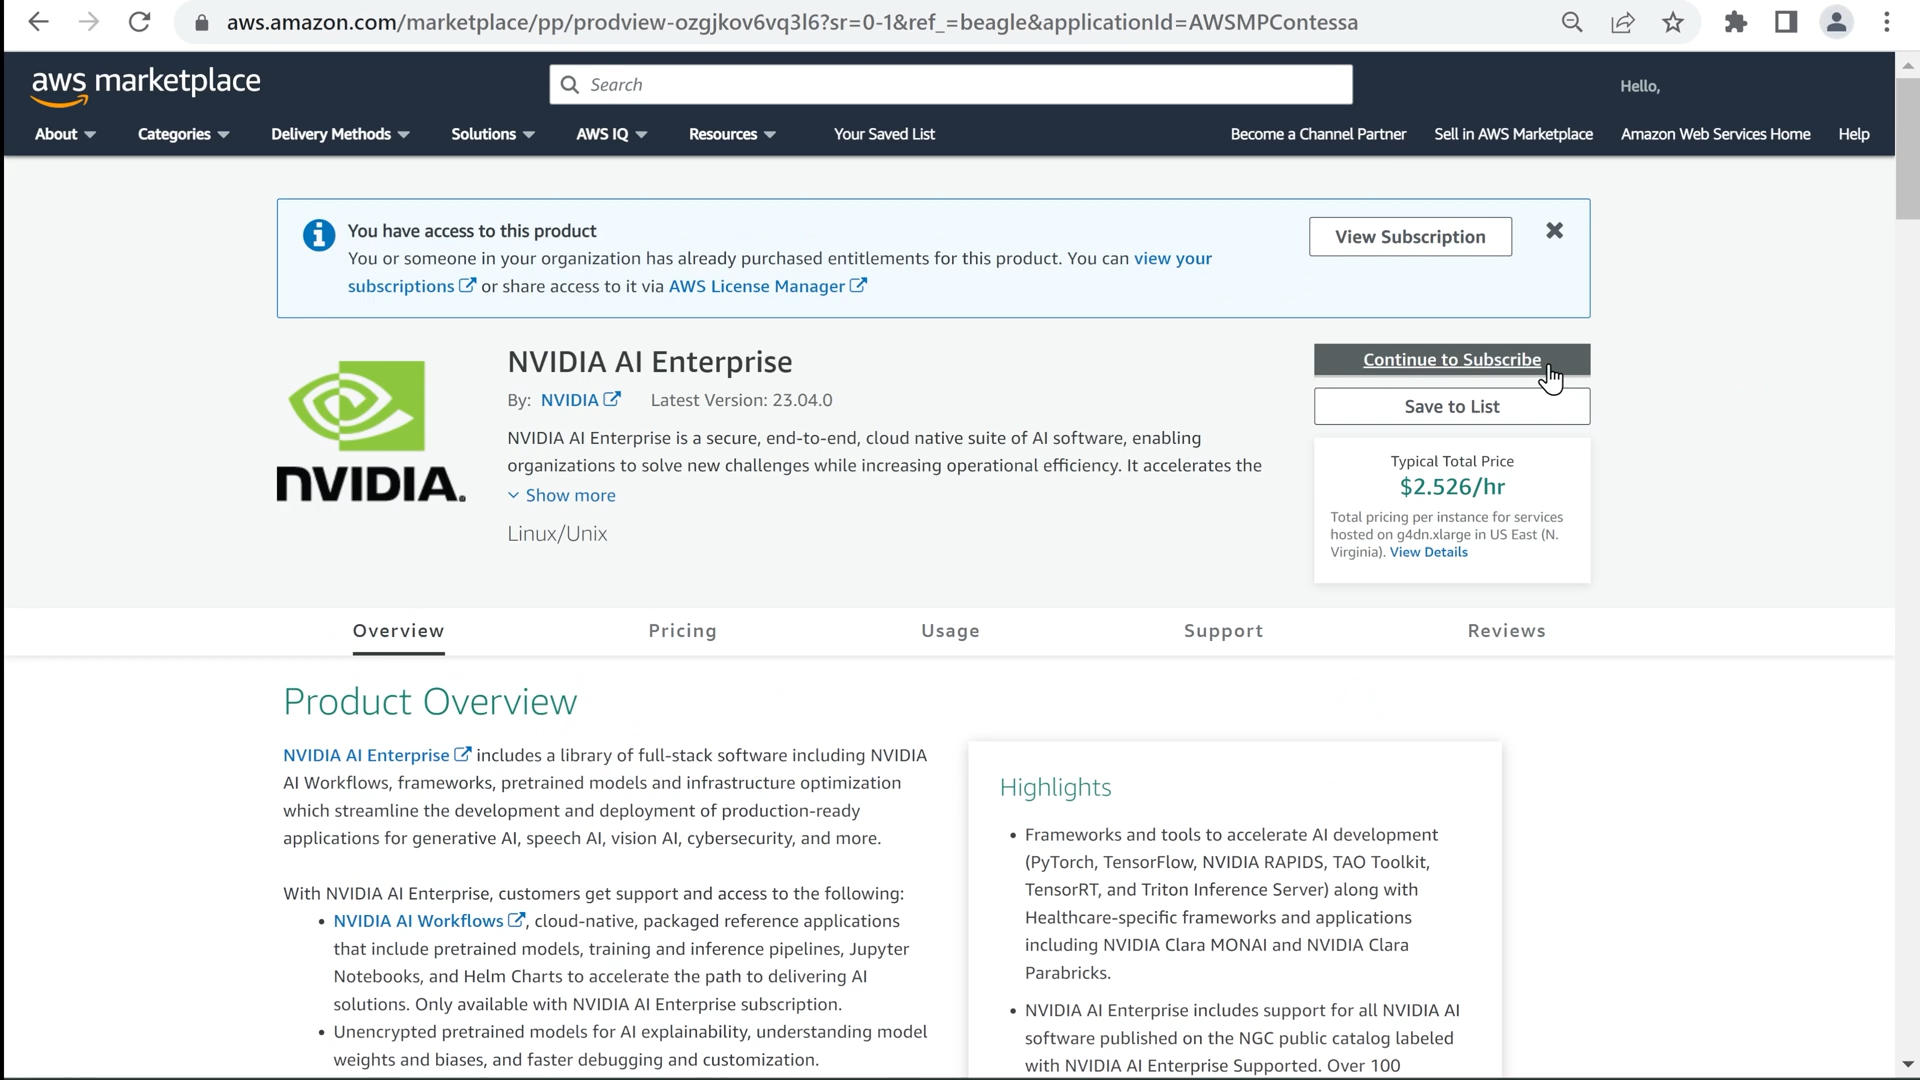 aws.amazon.com/marketplace/pp/prodview-ozgjkov6vq3l6?sr=0-1&ref_=beagle&applicationId=AWSMPContessa
aws marketplace
Search
Hello,
About
Categories
Delivery Methods
Solutions
AWS IQ
Resources
Your Saved List
Become a Channel Partner
Sell in AWS Marketplace
Amazon Web Services Home
Help
You have access to this product
You or someone in your organization has already purchased entitlements for this product. You can view your
subscriptions or share access to it via AWS License Manager
View Subscription
NVIDIA.
NVIDIA AI Enterprise
By: NVIDIA Latest Version: 23.04.0
NVIDIA AI Enterprise is a secure, end-to-end, cloud native suite of AI software, enabling
organizations to solve new challenges while increasing operational efficiency. It accelerates the
Show more
Linux/Unix
Continue to Subscribe
Save to List
Typical Total Price
$2.526/hr
Total pricing per instance for services
hosted on g4dn.xlarge in US East (N.
Virginia). View Details
Overview
Pricing
Usage
Support
Reviews
Product Overview
NVIDIA AI Enterprise includes a library of full-stack software including NVIDIA
AI Workflows, frameworks, pretrained models and infrastructure optimization
which streamline the development and deployment of production-ready
applications for generative AI, speech AI, vision AI, cybersecurity, and more.
With NVIDIA AI Enterprise, customers get support and access to the following:
• NVIDIA AI Workflows, cloud-native, packaged reference applications
that include pretrained models, training and inference pipelines, Jupyter
Notebooks, and Helm Charts to accelerate the path to delivering AI
solutions. Only available with NVIDIA AI Enterprise subscription.
• Unencrypted pretrained models for AI explainability, understanding model
weights and biases, and faster debugging and customization.
Highlights
• Frameworks and tools to accelerate AI development
(PyTorch, TensorFlow, NVIDIA RAPIDS, TAO Toolkit,
TensorRT, and Triton Inference Server) along with
Healthcare-specific frameworks and applications
including NVIDIA Clara MONAI and NVIDIA Clara
Parabricks.
• NVIDIA AI Enterprise includes support for all NVIDIA AI
software published on the NGC public catalog labeled
with NVIDIA AI Enterprise Supported. Over 100